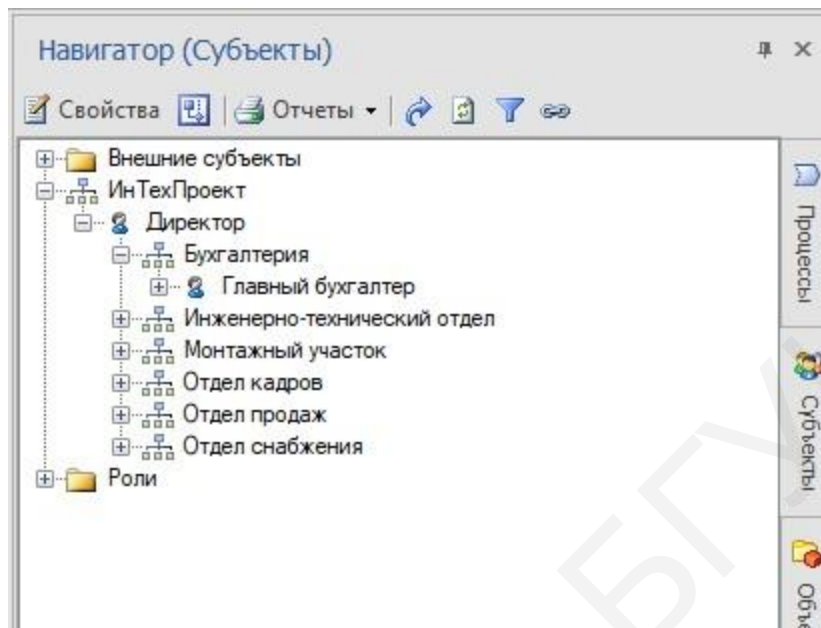 Навигатор (Субъекты)
Свойства Отчеты
Внешние субъекты
ИнТехПроект
Директор
Бухгалтерия
Главный бухгалтер
Инженерно-технический отдел
Монтажный участок
Отдел кадров
Отдел продаж
Отдел снабжения
Роли
Процессы
Субъекты